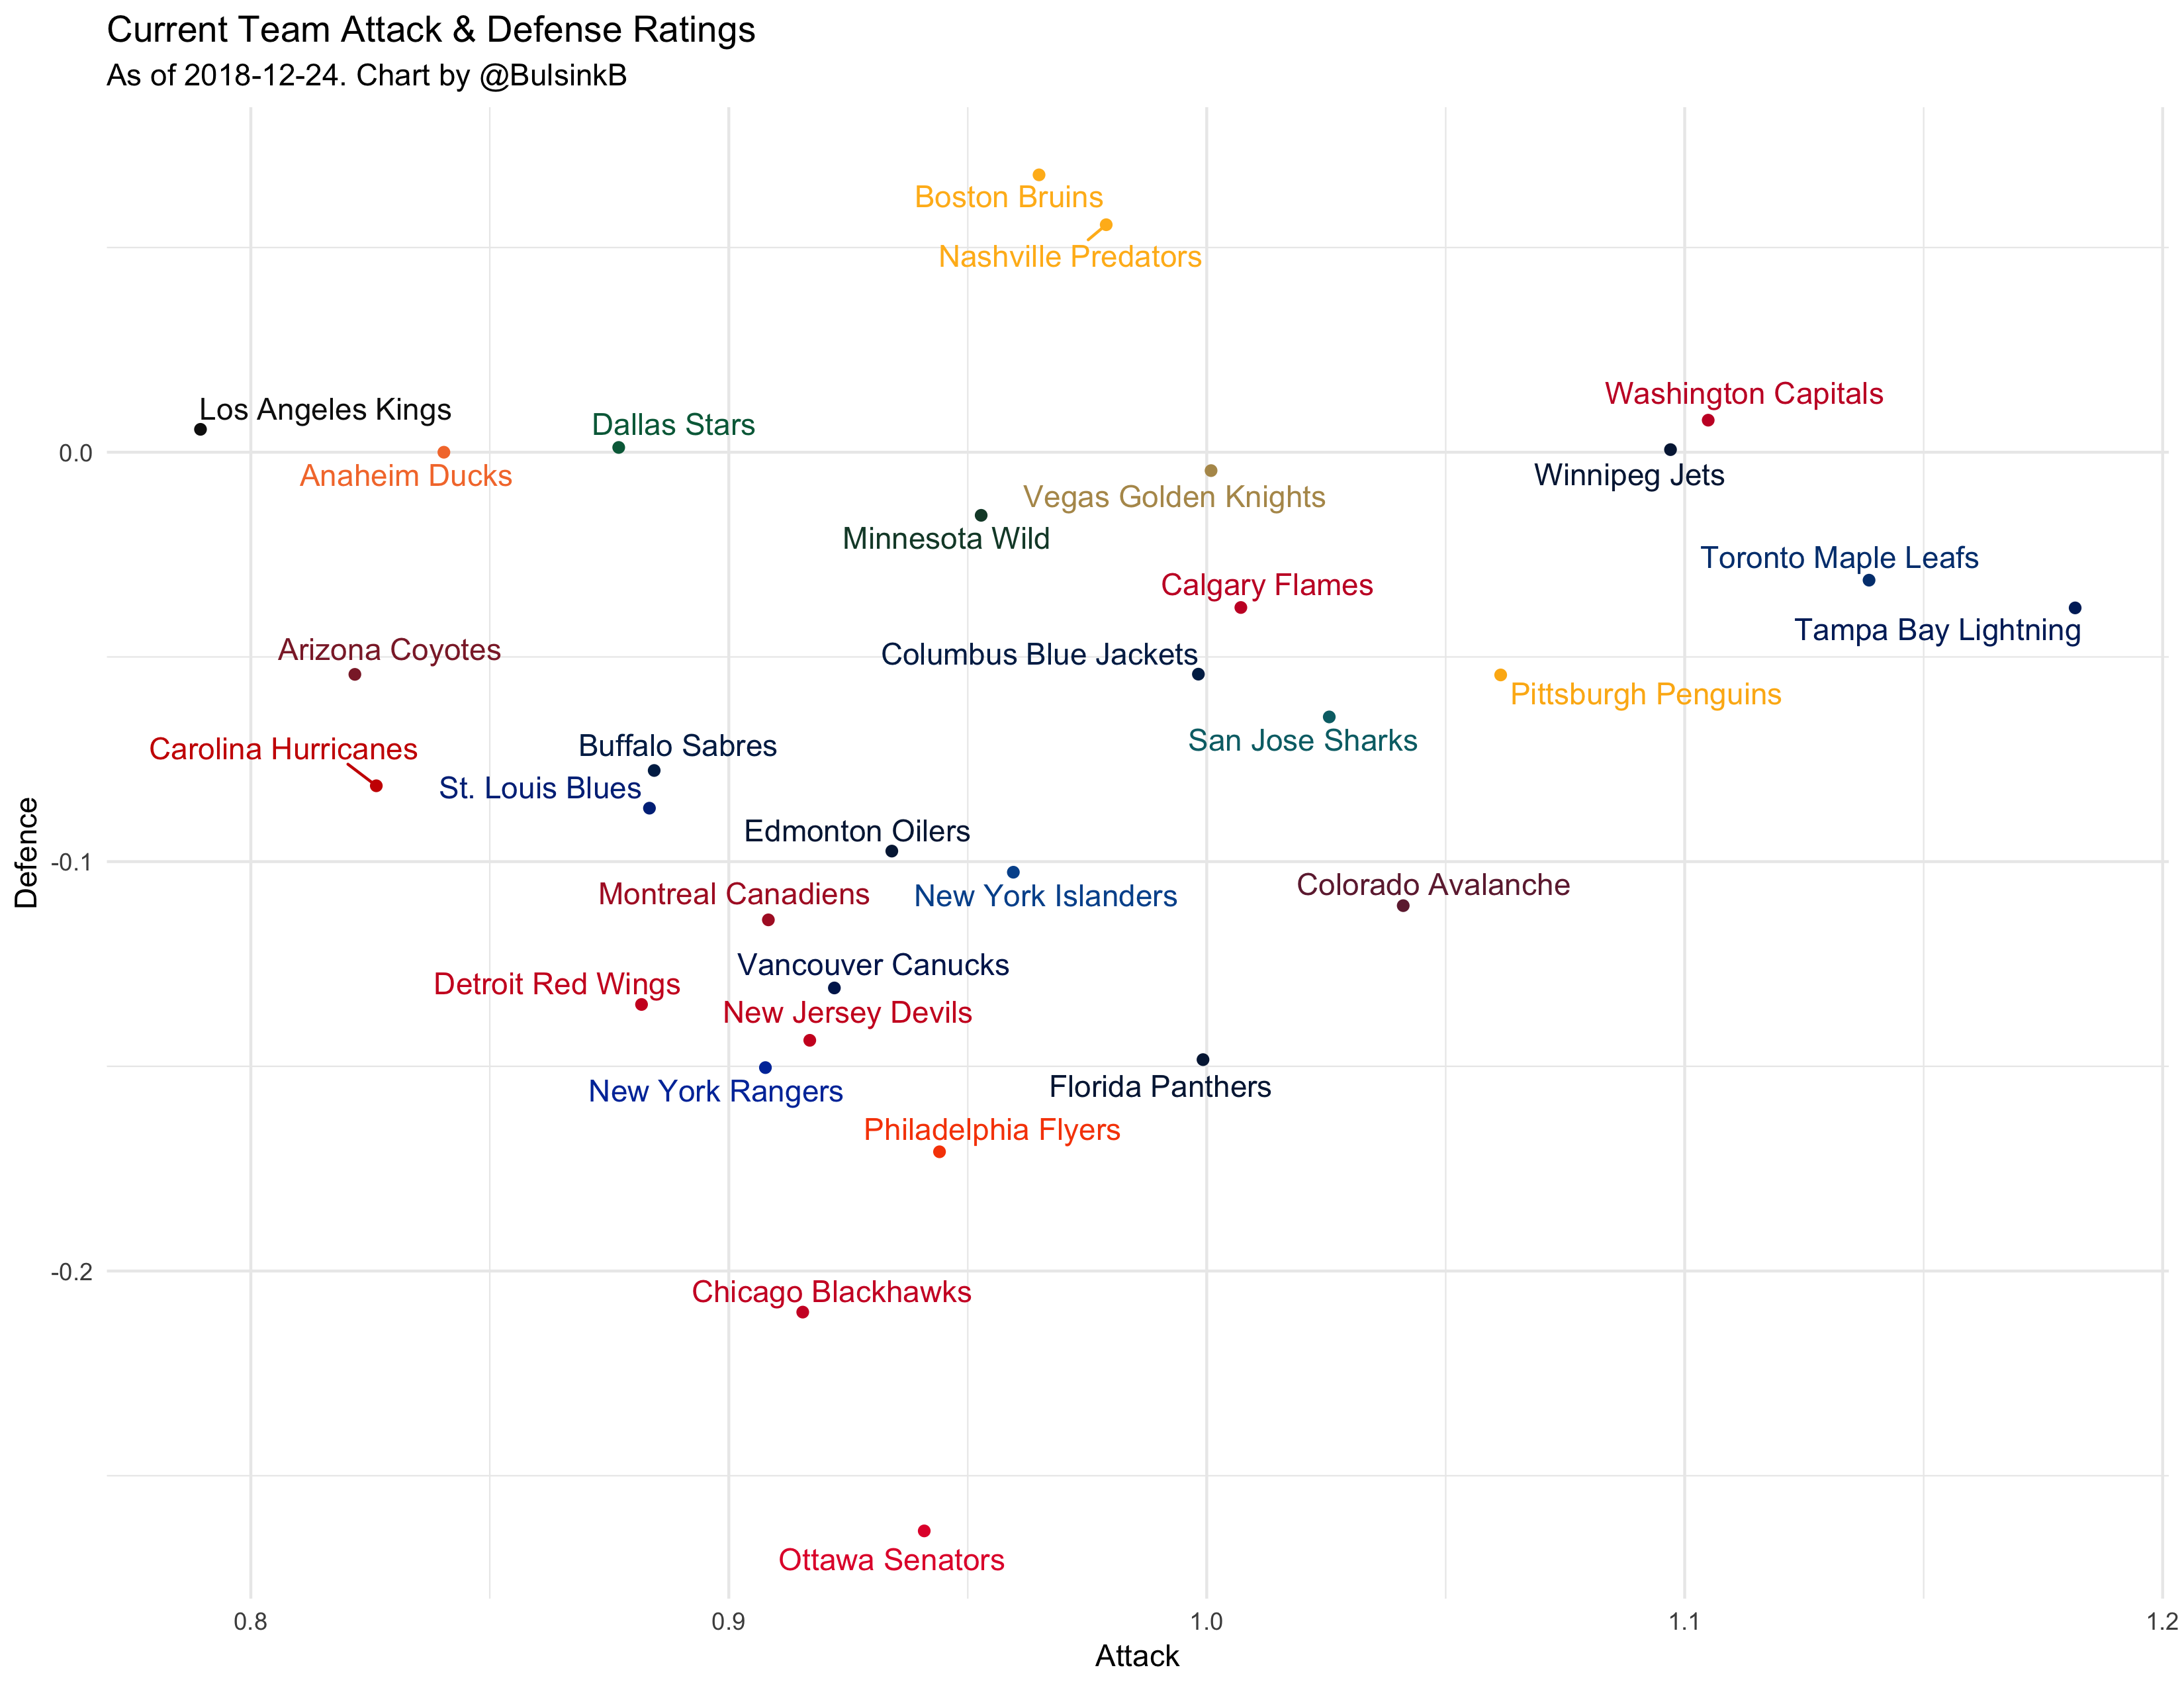 Current Team Attack & Defense Ratings
As of 2018-12-24. Chart by @BulsinkB
Boston Bruins
Nashville Predators
Washington Capitals
Los Angeles Kings
Dallas Stars
0.0
Anaheim Ducks
Winnipeg Jets
Vegas Golden Knights
Minnesota Wild
Toronto Maple Leafs
Calgary Flames
Tampa Bay Lightning
Arizona Coyotes
Columbus Blue Jackets
Pittsburgh Penguins
San Jose Sharks
Buffalo Sabres
Carolina Hurricanes
St. Louis Blues
Edmonton Oilers
Defence
-0.1
Colorado Avalanche
Montreal Canadiens
New York Islanders
Vancouver Canucks
Detroit Red Wings
New Jersey Devils
Florida Panthers
New York Rangers
Philadelphia Flyers
-0.2
Chicago Blackhawks
Ottawa Senators
0.8
0.9
1.0
1.1
1.2
Attack